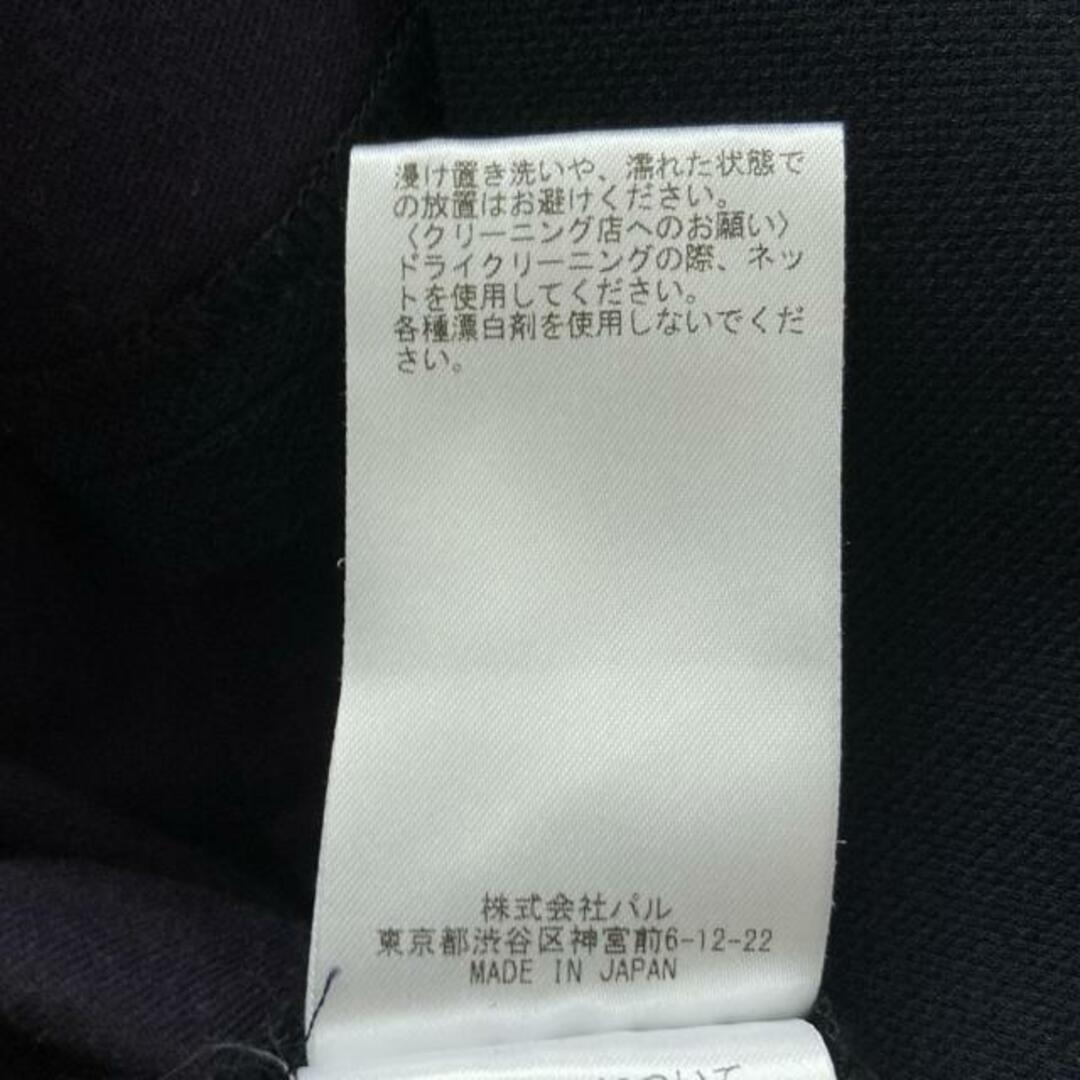 浸け置き洗いや、濡れた状態で
の放置はお避けください。
〈クリーニング店へのお願い〉
ドライクリーニングの際、ネッ
トを使用してください。
各種漂白剤を使用しないでくだ
さい。
株式会社パル
東京都渋谷区神宮前6-12-22
MADE IN JAPAN
について